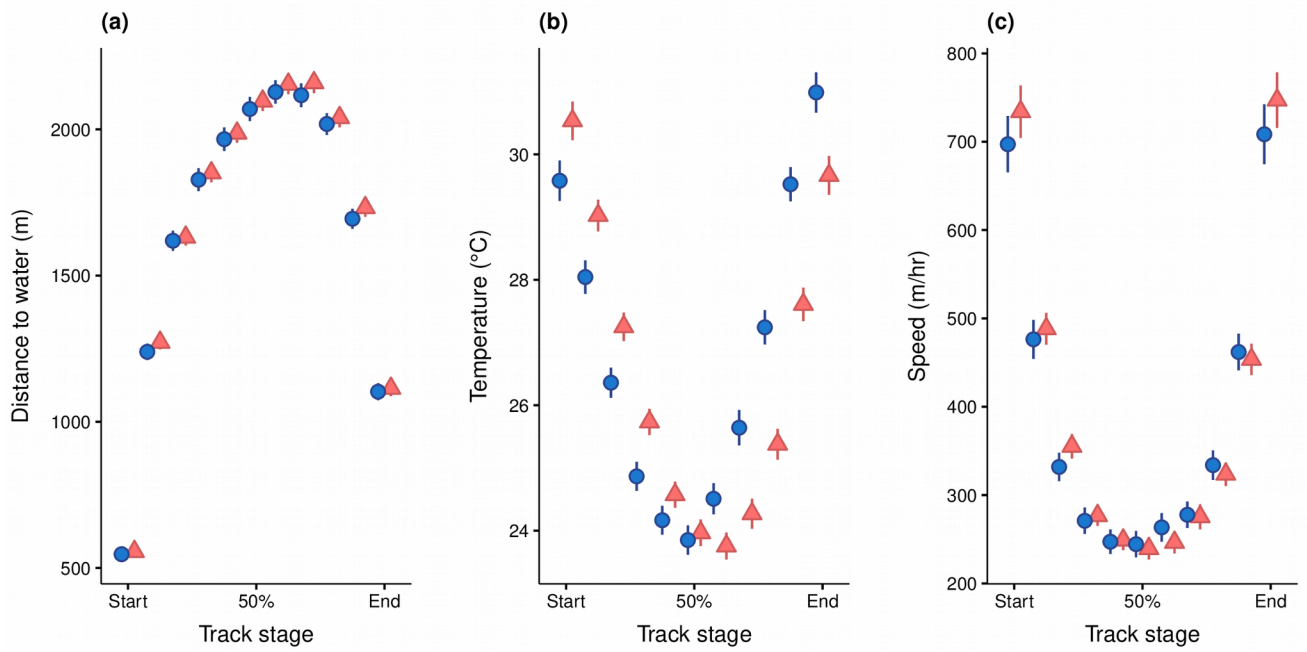 (a)
Distance to water (m)
2000
1500
1000
500
Start 50% End
Track stage
(b)
Temperature (°C)
30
28
26
24
Start 50% End
Track stage
(c)
Speed (m/hr)
800
700
600
500
400
300
200
Start 50% End
Track stage